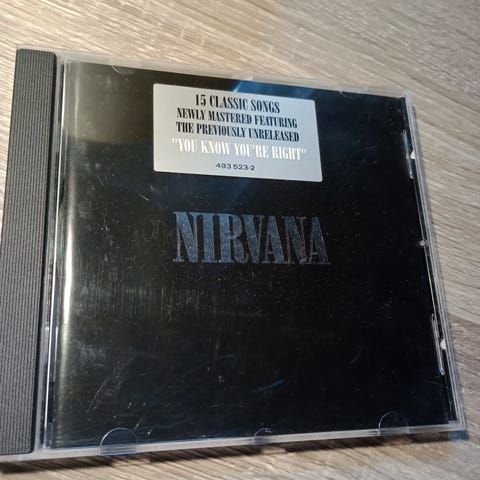 15 CLASSIC SONGS
NEWLY MASTERED FEATURING
THE PREVIOUSLY UNRELEASED
"YOU KNOW YOU'RE RIGHT"
493 523-2
NIRVANA